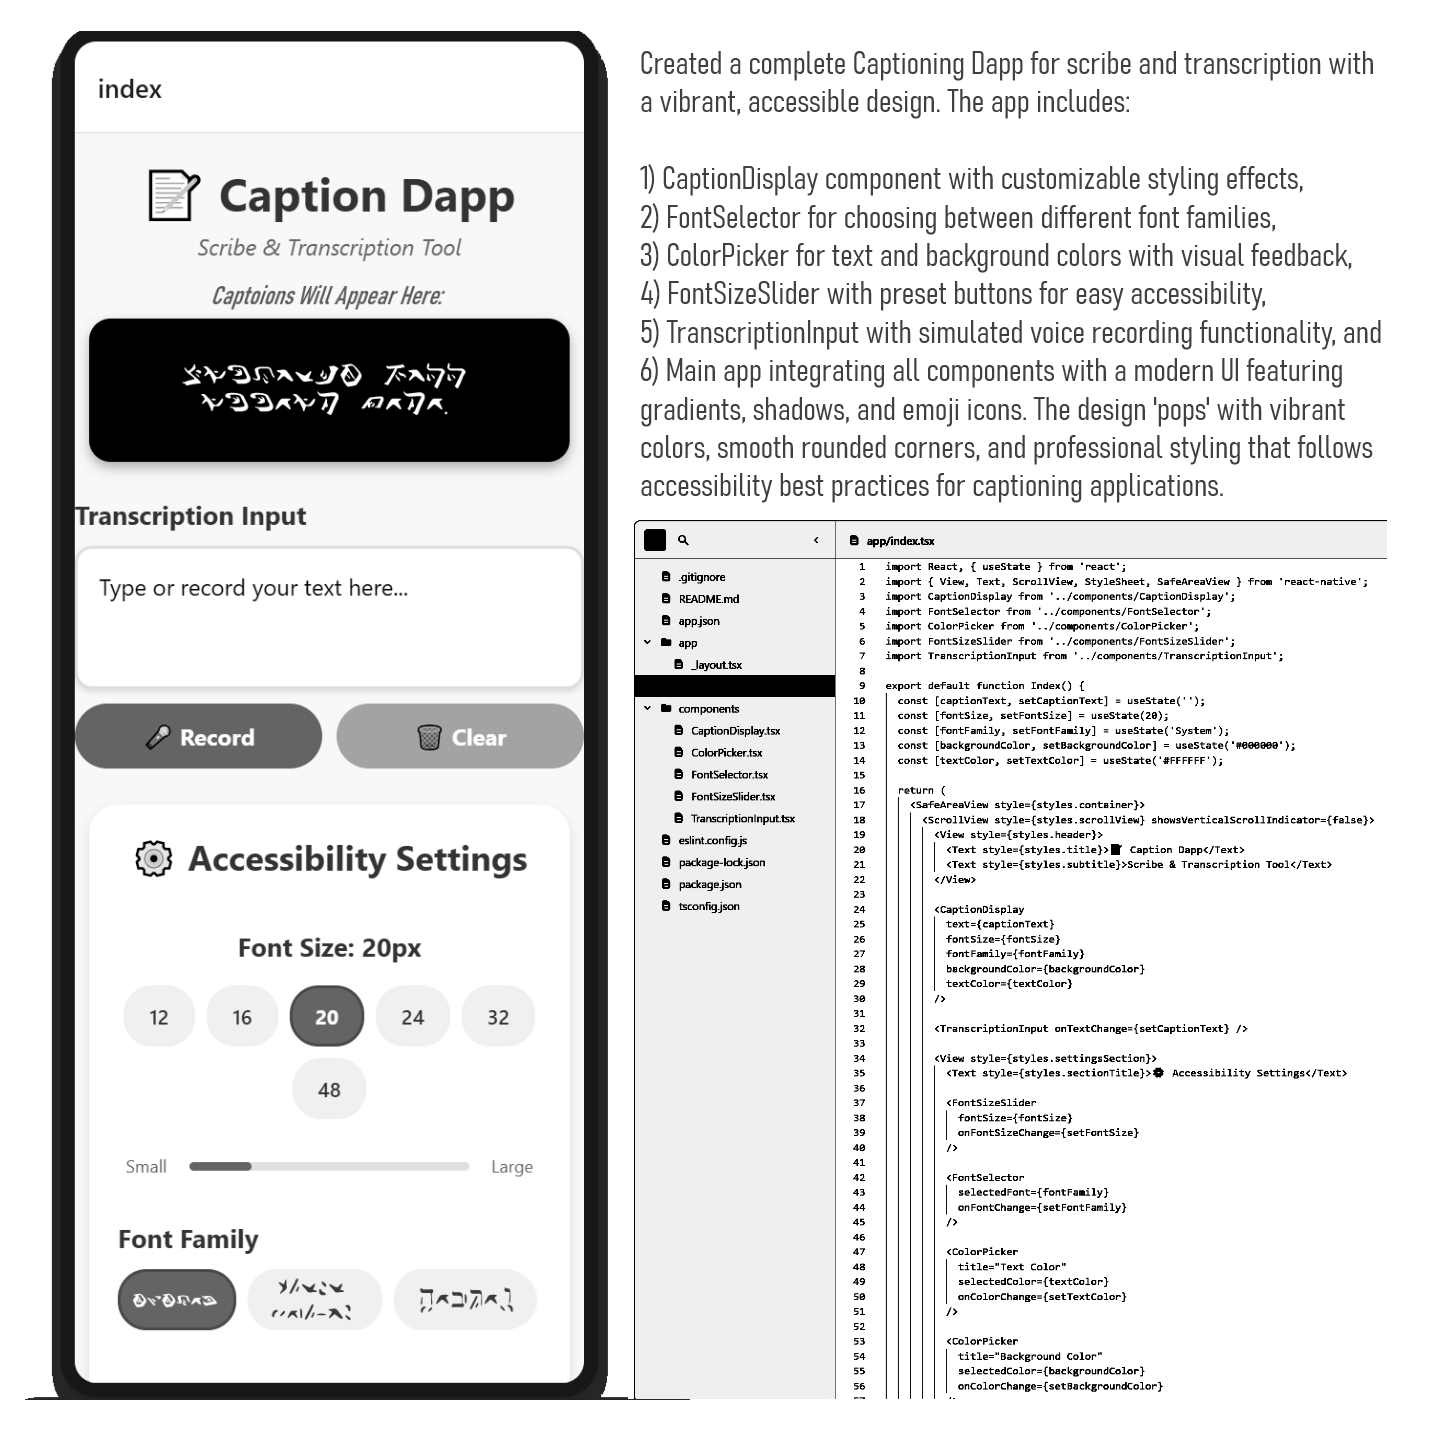 index
📝 Caption Dapp
Scribe & Transcription Tool
Captoions Will Appear Here:
Transcription Input
Type or record your text here...
🎤 Record
🗑️ Clear
⚙️ Accessibility Settings
Font Size: 20px
12 16 20 24 32
48
Small Large
Font Family
Created a complete Captioning Dapp for scribe and transcription with
a vibrant, accessible design. The app includes:
1) CaptionDisplay component with customizable styling effects,
2) FontSelector for choosing between different font families,
3) ColorPicker for text and background colors with visual feedback,
4) FontSizeSlider with preset buttons for easy accessibility,
5) TranscriptionInput with simulated voice recording functionality, and
6) Main app integrating all components with a modern UI featuring
gradients, shadows, and emoji icons. The design 'pops' with vibrant
colors, smooth rounded corners, and professional styling that follows
accessibility best practices for captioning applications.
.gitignore
README.md
app.json
app
_layout.tsx
components
CaptionDisplay.tsx
ColorPicker.tsx
FontSelector.tsx
FontSizeSlider.tsx
TranscriptionInput.tsx
eslint.config.js
package-lock.json
package.json
tsconfig.json
app/index.tsx
1 import React, { useState } from 'react';
2 import { View, Text, ScrollView, StyleSheet, SafeAreaView } from 'react-native';
3 import CaptionDisplay from '../components/CaptionDisplay';
4 import FontSelector from '../components/FontSelector';
5 import ColorPicker from '../components/ColorPicker';
6 import FontSizeSlider from '../components/FontSizeSlider';
7 import TranscriptionInput from '../components/TranscriptionInput';
8
9 export default function Index() {
10 const [captionText, setCaptionText] = useState('');
11 const [fontSize, setFontSize] = useState(20);
12 const [fontFamily, setFontFamily] = useState('System');
13 const [backgroundColor, setBackgroundColor] = useState('#000000');
14 const [textColor, setTextColor] = useState('#FFFFFF');
15
16 return (
17 <SafeAreaView style={styles.container}>
18 <ScrollView style={styles.scrollView} showsVerticalScrollIndicator={false}>
19 <View style={styles.header}>
20 <Text style={styles.title}>📝 Caption Dapp</Text>
21 <Text style={styles.subtitle}>Scribe & Transcription Tool</Text>
22 </View>
23
24 <CaptionDisplay
25 text={captionText}
26 fontSize={fontSize}
27 fontFamily={fontFamily}
28 backgroundColor={backgroundColor}
29 textColor={textColor}
30 />
31
32 <TranscriptionInput onTextChange={setCaptionText} />
33
34 <View style={styles.settingsSection}>
35 <Text style={styles.sectionTitle}>⚙️ Accessibility Settings</Text>
36
37 <FontSizeSlider
38 fontSize={fontSize}
39 onFontSizeChange={setFontSize}
40 />
41
42 <FontSelector
43 selectedFont={fontFamily}
44 onFontChange={setFontFamily}
45 />
46
47 <ColorPicker
48 title="Text Color"
49 selectedColor={textColor}
50 onColorChange={setTextColor}
51 />
52
53 <ColorPicker
54 title="Background Color"
55 selectedColor={backgroundColor}
56 onColorChange={setBackgroundColor}